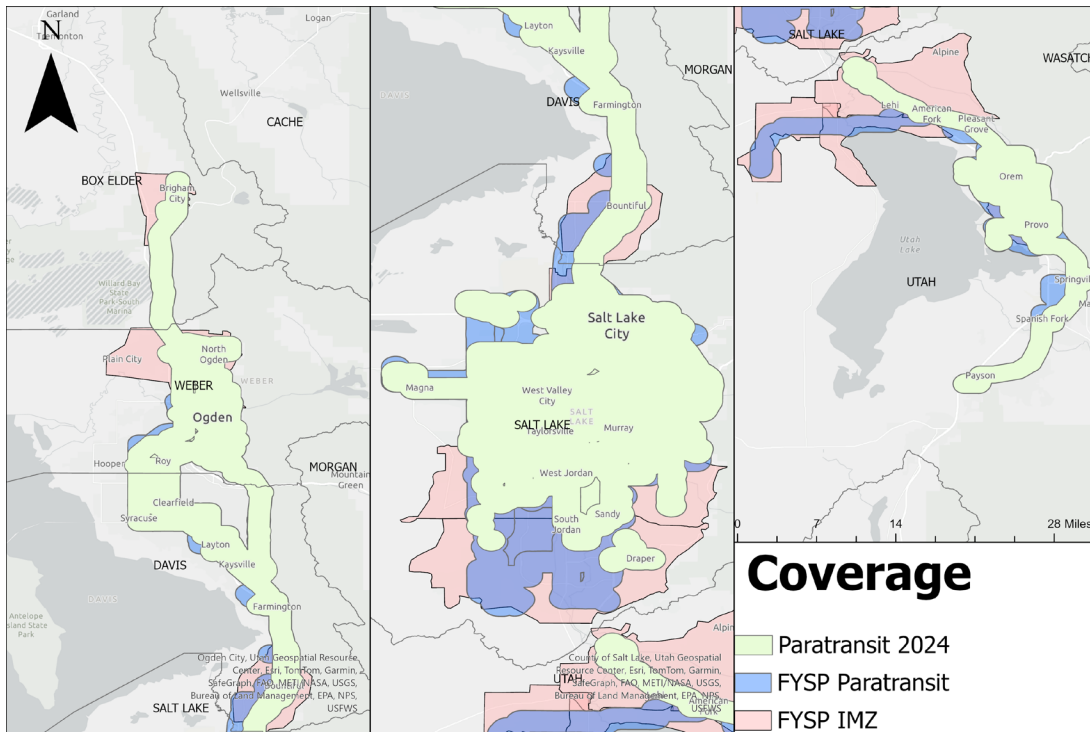 N
Garland
Tremonton
Logan
Wellsville
CACHE
BOX ELDER
Brigham
City
Willard Bay
State
Park-South
Marina
Plain City
North
Ogden
WEBER
WEBER
Ogden
Hooper
Roy
MORGAN
Mountain
Green
Clearfield
Syracuse
Layton
DAVIS
Kaysville
DAVIS
Farmington
Antelope
Island State
Park
Bountiful
SALT LAKE
Ogden City, Utah Geospatial Resource
Center, Esri, TomTom, Garmin,
SafeGraph, FAO, METI/NASA, USGS,
Bureau of Land Management, EPA, NPS,
USFWS
Layton
Kaysville
MORGAN
DAVIS
DAVIS
Farmington
Bountiful
Salt Lake
City
Magna
West Valley
City
SALT
LAKE
SALT LAKE
Taylorsville
Murray
West Jordan
South
Jordan
Sandy
Draper
Alpin
UTAH
American
Fork
County of Salt Lake, Utah Geospatial
Resource Center, Esri, TomTom, Garmin,
SafeGraph, FAO, METI/NASA, USGS,
Bureau of Land Management, EPA, NPS,
USFWS
SALT LAKE
Alpine
WASATCH
Lehi
American
Fork
Pleasant
Grove
Orem
Provo
Utah
Lake
UTAH
Springvil
Ma
Spanish Fork
Payson
0 7 14 28 Miles
Coverage
Paratransit 2024
FYSP Paratransit
FYSP IMZ